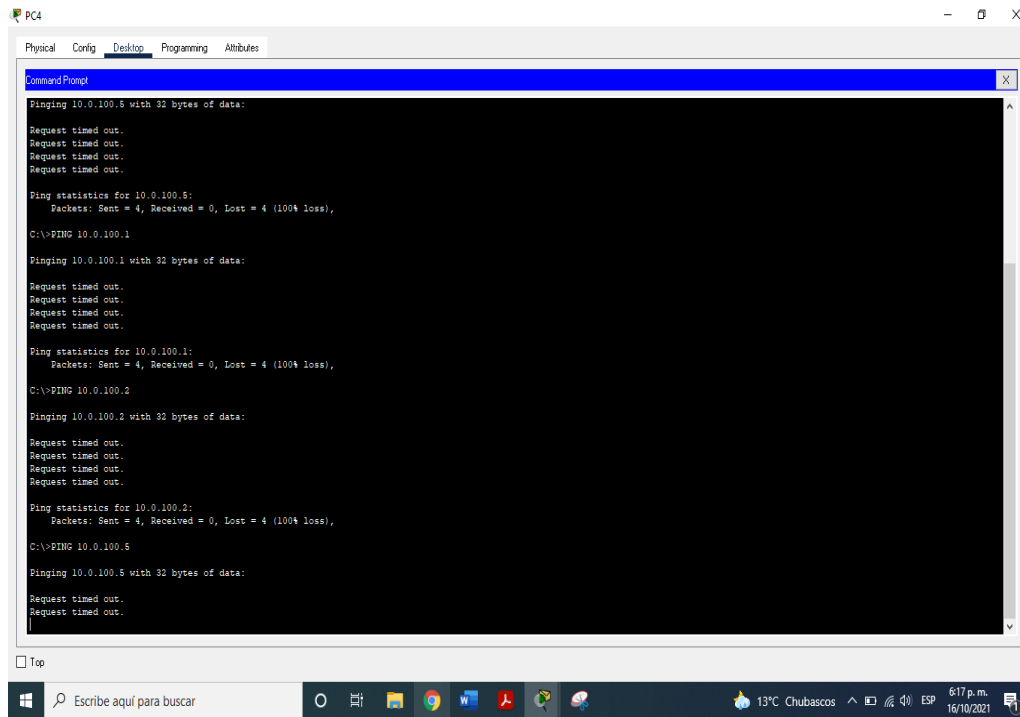 PC4
Physical Config Desktop Programming Attributes
Command Prompt
X
Pinging 10.0.100.5 with 32 bytes of data:
Request timed out.
Request timed out.
Request timed out.
Request timed out.
Ping statistics for 10.0.100.5:
Packets: Sent = 4, Received = 0, Lost = 4 (100% loss),
C:\>PING 10.0.100.1
Pinging 10.0.100.1 with 32 bytes of data:
Request timed out.
Request timed out.
Request timed out.
Request timed out.
Ping statistics for 10.0.100.1:
Packets: Sent = 4, Received = 0, Lost = 4 (100% loss),
C:\>PING 10.0.100.2
Pinging 10.0.100.2 with 32 bytes of data:
Request timed out.
Request timed out.
Request timed out.
Request timed out.
Ping statistics for 10.0.100.2:
Packets: Sent = 4, Received = 0, Lost = 4 (100% loss),
C:\>PING 10.0.100.5
Pinging 10.0.100.5 with 32 bytes of data:
Request timed out.
Request timed out.
Top
Escribe aquí para buscar
13°C Chubascos
ESP
6:17 p. m.
16/10/2021
1